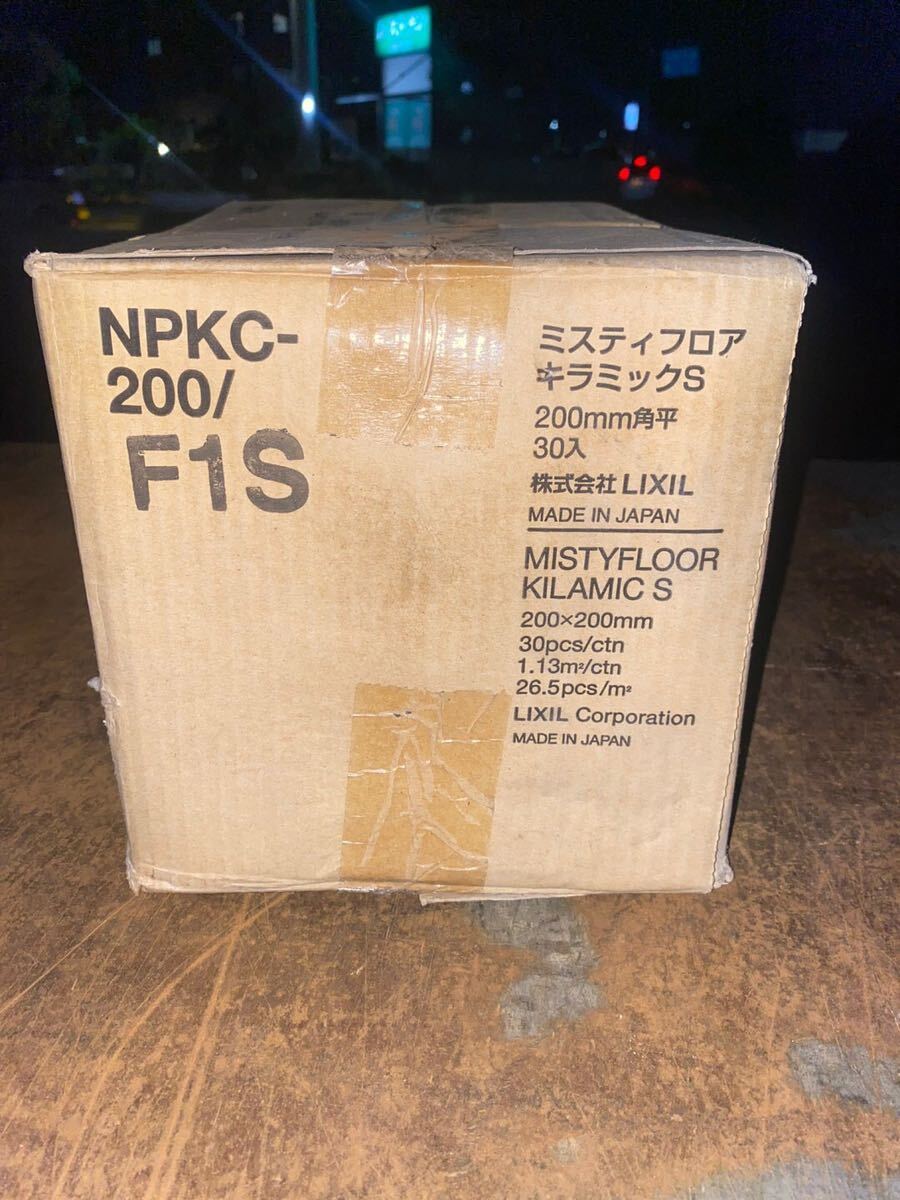 NPKC-
200/
F1S
ミスティフロア
キラミックS
200mm角平
30入
株式会社 LIXIL
MADE IN JAPAN
MISTYFLOOR
KILAMIC S
200×200mm
30pcs/ctn
1.13m²/ctn
26.5pcs/m²
LIXIL Corporation
MADE IN JAPAN